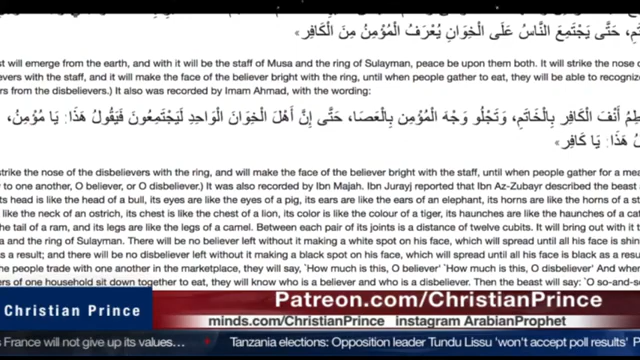 تَمِ، حَتَّى يَجْتَمِعَ النَّاسُ عَلَى الْخِوَانِ يُعْرَفُ الْمُؤْمِنُ مِنَ الْكَافِرِ»
st will emerge from the earth, and with it will be the staff of Musa and the ring of Sulayman, peace be upon them both. It will strike the nose of
evers with the staff, and it will make the face of the believer bright with the ring, until when people gather to eat, they will be able to recogniz
ers from the disbelievers.) It also was recorded by Imam Ahmad, with the wording:
طِمُ أَنْفَ الْكَافِرِ بِالْخَاتَمِ، وَتَجْلُو وَجْهَ الْمُؤْمِنِ بِالْعَصَا، حَتَّى إِنَّ أَهْلَ الْخِوَانِ الْوَاحِدِ لَيَجْتَمِعُونَ فَيَقُولُ هَذَا: يَا مُؤْمِنُ،
لُ هَذَا: يَا كَافِرُ»
strike the nose of the disbelievers with the ring, and will make the face of the believer bright with the staff, until when people gather for a mea
y to one another, O believer, or O disbeliever.) It was also recorded by Ibn Majah. Ibn Jurayj reported that Ibn Az-Zubayr described the beast a
ts head is like the head of a bull, its eyes are like the eyes of a pig, its ears are like the ears of an elephant, its horns are like the horns of a st
like the neck of an ostrich, its chest is like the chest of a lion, its color is like the colour of a tiger, its haunches are like the haunches of a ca
he tail of a ram, and its legs are like the legs of a camel. Between each pair of its joints is a distance of twelve cubits. It will bring out with it t
a and the ring of Sulayman. There will be no believer left without it making a white spot on his face, which will spread until all his face is shin
s a result; and there will be no disbeliever left without it making a black spot on his face, which will spread until all his face is black as a resu
he people trade with one another in the marketplace, they will say, `How much is this, O believer' `How much is this, O disbeliever' And whe
ers of one household sit down together to eat, they will know who is a believer and who is a disbeliever. Then the beast will say: `O so-and-so
Christian Prince
Patreon.com/ChristianPrince
minds.com/ChristianPrince instagram ArabianProphet
s France will not give up its values...
Tanzania elections: Opposition leader Tundu Lissu 'won't accept poll results' F